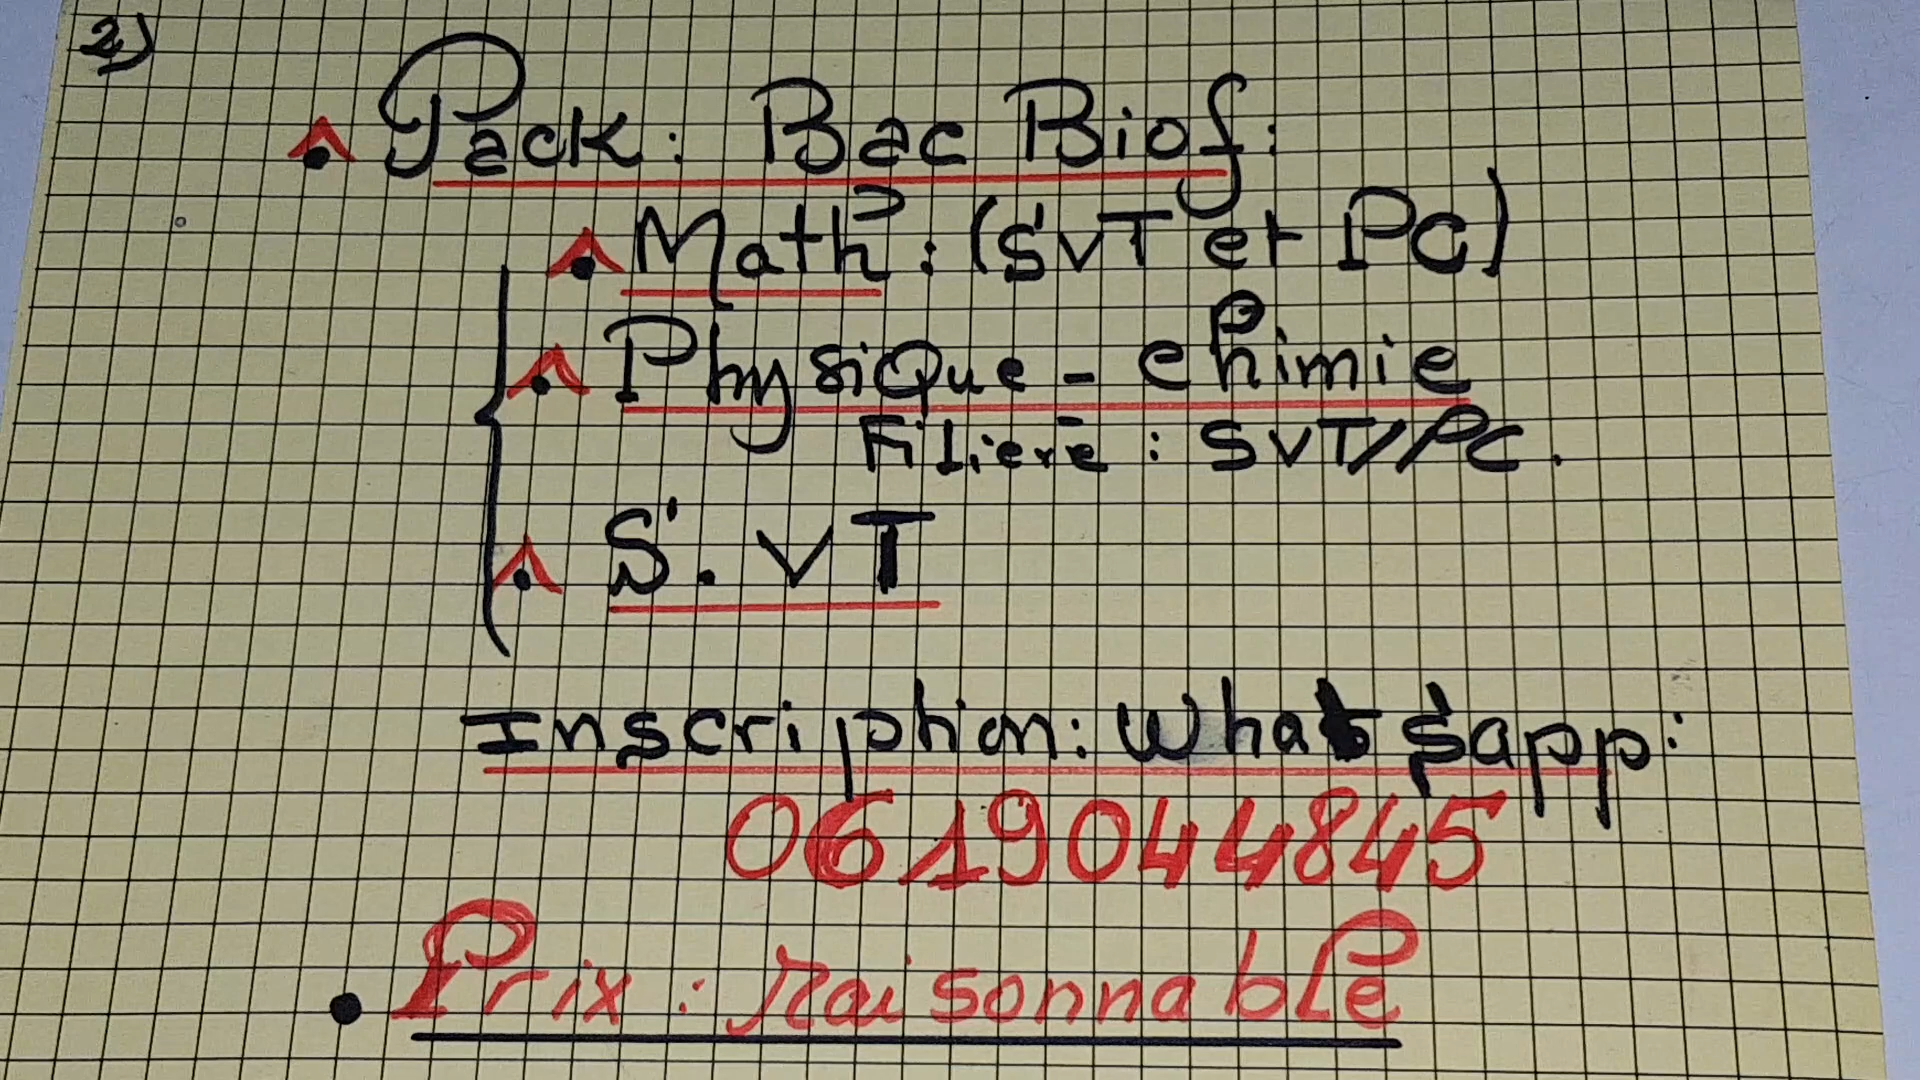 2)
• Pack : Bac Biof :
• Math : (SVT et PC)
• Physique - chimie
Filière : SVT/PC.
• S.VT
Inscription : Whatsapp :
0619044845
• Prix : raisonnable